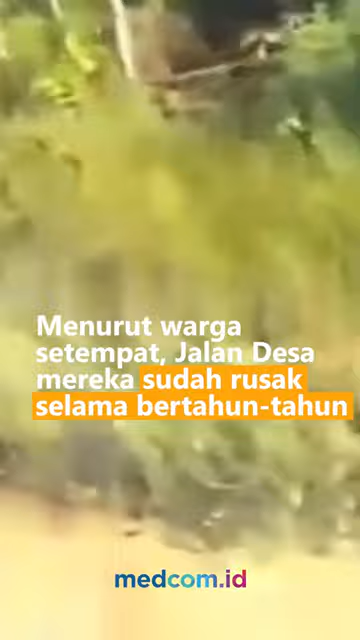 Menurut warga
setempat, Jalan Desa
mereka sudah rusak
selama bertahun-tahun
medcom.id